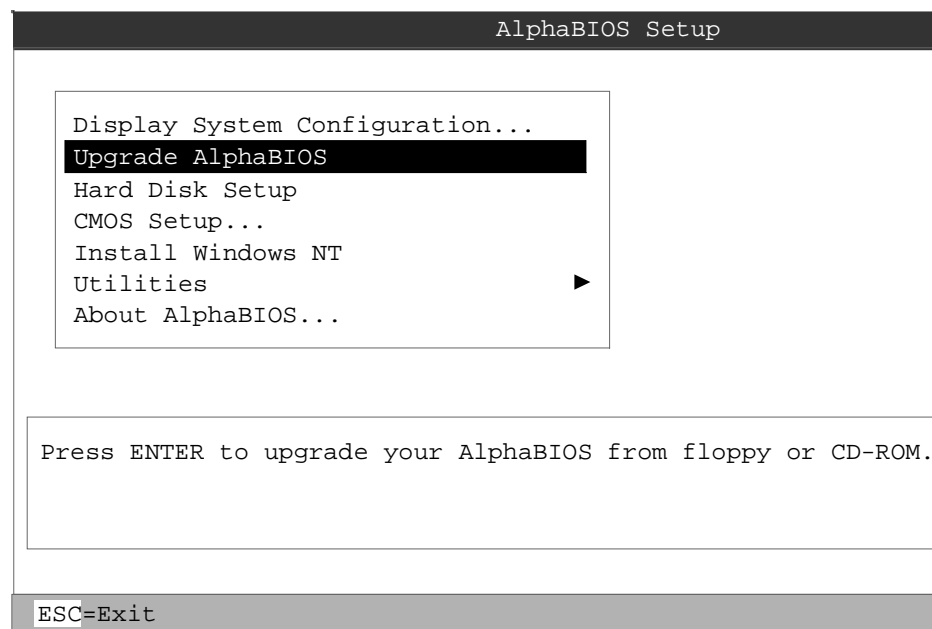 AlphaBIOS Setup
Display System Configuration...
Upgrade AlphaBIOS
Hard Disk Setup
CMOS Setup...
Install Windows NT
Utilities
About AlphaBIOS...
Press ENTER to upgrade your AlphaBIOS from floppy or CD-ROM.
ESC=Exit